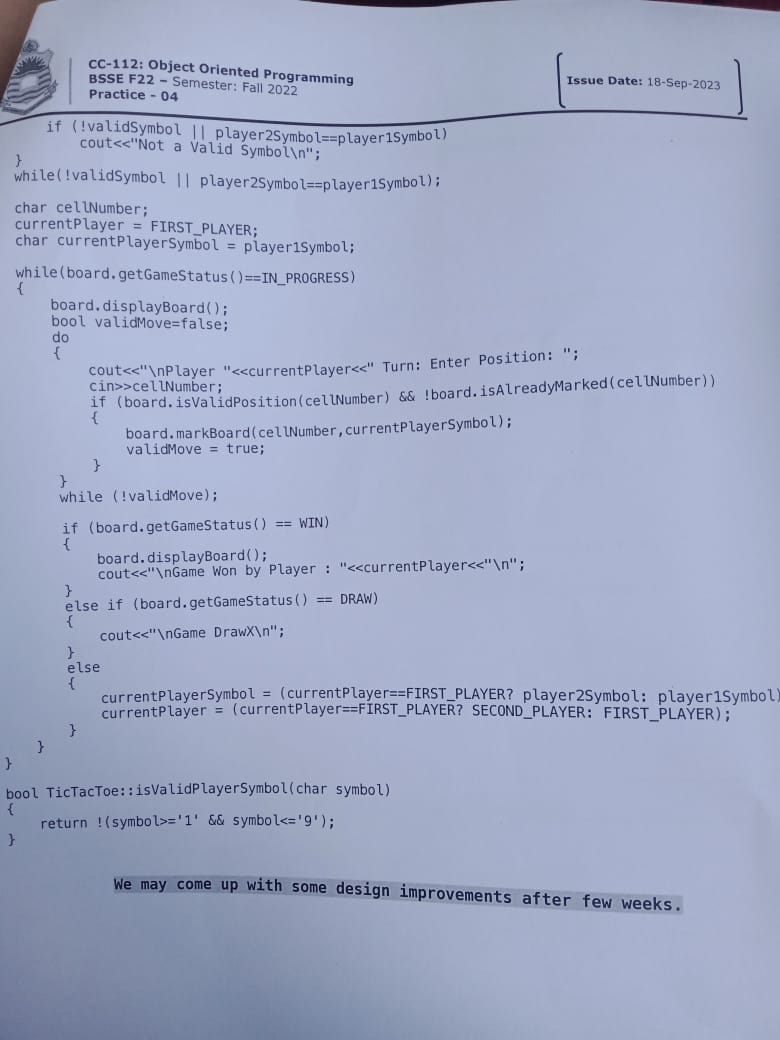 CC-112: Object Oriented Programming
BSSE F22 – Semester: Fall 2022
Practice - 04
Issue Date: 18-Sep-2023
if (!validSymbol || player2Symbol==player1Symbol)
cout<<"Not a Valid Symbol\n";
}
while(!validSymbol || player2Symbol==player1Symbol);
char cellNumber;
currentPlayer = FIRST_PLAYER;
char currentPlayerSymbol = player1Symbol;
while(board.getGameStatus()==IN_PROGRESS)
{
board.displayBoard();
bool validMove=false;
do
{
cout<<"\nPlayer "<<currentPlayer<<" Turn: Enter Position: ";
cin>>cellNumber;
if (board.isValidPosition(cellNumber) && !board.isAlreadyMarked(cellNumber))
{
board.markBoard(cellNumber,currentPlayerSymbol);
validMove = true;
}
}
while (!validMove);
if (board.getGameStatus() == WIN)
{
board.displayBoard();
cout<<"\nGame Won by Player : "<<currentPlayer<<"\n";
}
else if (board.getGameStatus() == DRAW)
{
cout<<"\nGame DrawX\n";
}
else
{
currentPlayerSymbol = (currentPlayer==FIRST_PLAYER? player2Symbol: player1Symbol)
currentPlayer = (currentPlayer==FIRST_PLAYER? SECOND_PLAYER: FIRST_PLAYER);
}
}
}
bool TicTacToe::isValidPlayerSymbol(char symbol)
{
return !(symbol>='1' && symbol<='9');
}
We may come up with some design improvements after few weeks.